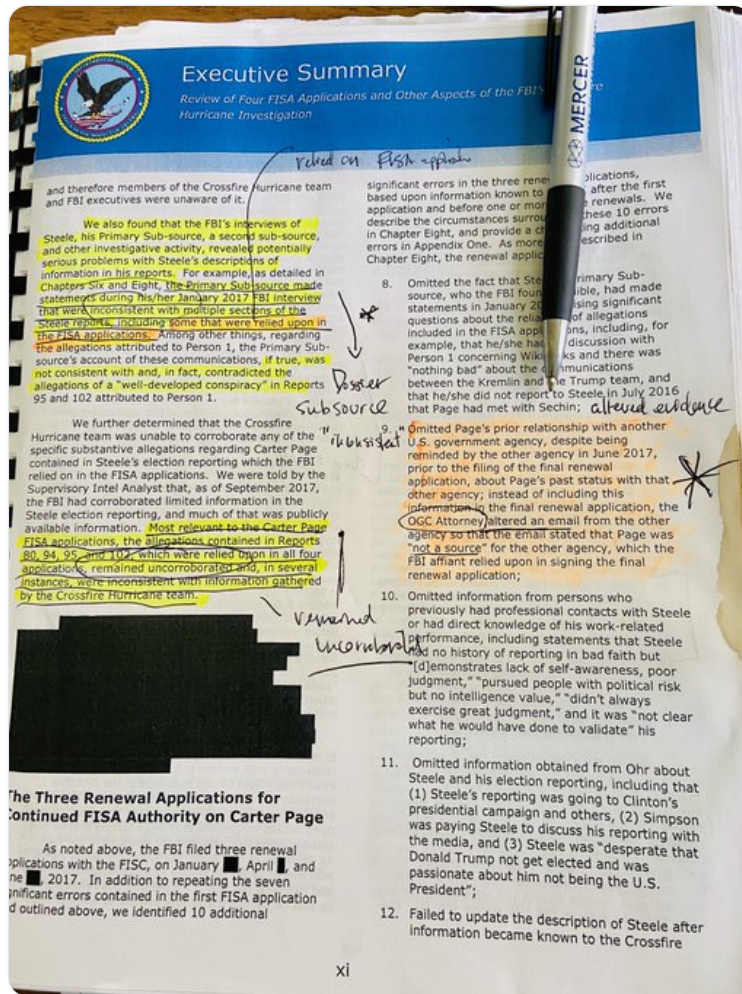 Executive Summary
Review of Four FISA Applications and Other Aspects of the FBI's
Hurricane Investigation
MERCER
relied on FISA
and therefore members of the Crossfire Hurricane team
and FBI executives were unaware of it.
We also found that the FBI's interviews of
Steele, his Primary Sub-source, a second sub-source,
and other investigative activity, revealed potentially
serious problems with Steele's descriptions of
information in his reports. For example, as detailed in
Chapters Six and Eight, the Primary Sub-source made
statements during his/her January 2017 FBI interview
that were inconsistent with multiple sections of the
Steele reports, including some that were relied upon in
the FISA applications. Among other things, regarding
the allegations attributed to Person 1, the Primary Sub-
source's account of these communications, if true, was
not consistent with and, in fact, contradicted the
allegations of a "well-developed conspiracy" in Reports
95 and 102 attributed to Person 1.
Dossier
subsource
"inconsistent"
We further determined that the Crossfire
Hurricane team was unable to corroborate any of the
specific substantive allegations regarding Carter Page
contained in Steele's election reporting which the FBI
relied on in the FISA applications. We were told by the
Supervisory Intel Analyst that, as of September 2017,
the FBI had corroborated limited information in the
Steele election reporting, and much of that was publicly
available information. Most relevant to the Carter Page
FISA applications, the allegations contained in Reports
80, 94, 95, and 102, which were relied upon in all four
applications, remained uncorroborated and, in several
instances, were inconsistent with information gathered
by the Crossfire Hurricane team.
remained
uncorroborated
The Three Renewal Applications for
Continued FISA Authority on Carter Page
As noted above, the FBI filed three renewal
applications with the FISC, on January , April , and
, 2017. In addition to repeating the seven
significant errors contained in the first FISA application
outlined above, we identified 10 additional
significant errors in the three applications,
based upon information known to after the first
application and before one or more renewals. We
describe the circumstances these 10 errors
in Chapter Eight, and provide a additional
errors in Appendix One. As more described in
Chapter Eight, the renewal
8. Omitted the fact that Primary Sub-
source, who the FBI had made
statements in January significant
questions about the of allegations
included in the FISA including, for
example, that he/she discussion with
Person 1 concerning and there was
"nothing bad" about the communications
between the Kremlin and the Trump team, and
that he/she did not report to Steele in July 2016
that Page had met with Sechin; altered evidence
9. Omitted Page's prior relationship with another
U.S. government agency, despite being
reminded by the other agency in June 2017,
prior to the filing of the final renewal
application, about Page's past status with that
other agency; instead of including this
information in the final renewal application, the
OGC Attorney altered an email from the other
agency so that the email stated that Page was
"not a source" for the other agency, which the
FBI affiant relied upon in signing the final
renewal application;
10. Omitted information from persons who
previously had professional contacts with Steele
or had direct knowledge of his work-related
performance, including statements that Steele
had no history of reporting in bad faith but
"[d]emonstrates lack of self-awareness, poor
judgment," "pursued people with political risk
but no intelligence value," "didn't always
exercise great judgment," and it was "not clear
what he would have done to validate" his
reporting;
11. Omitted information obtained from Ohr about
Steele and his election reporting, including that
(1) Steele's reporting was going to Clinton's
presidential campaign and others, (2) Simpson
was paying Steele to discuss his reporting with
the media, and (3) Steele was "desperate that
Donald Trump not get elected and was
passionate about him not being the U.S.
President";
12. Failed to update the description of Steele after
information became known to the Crossfire
xi